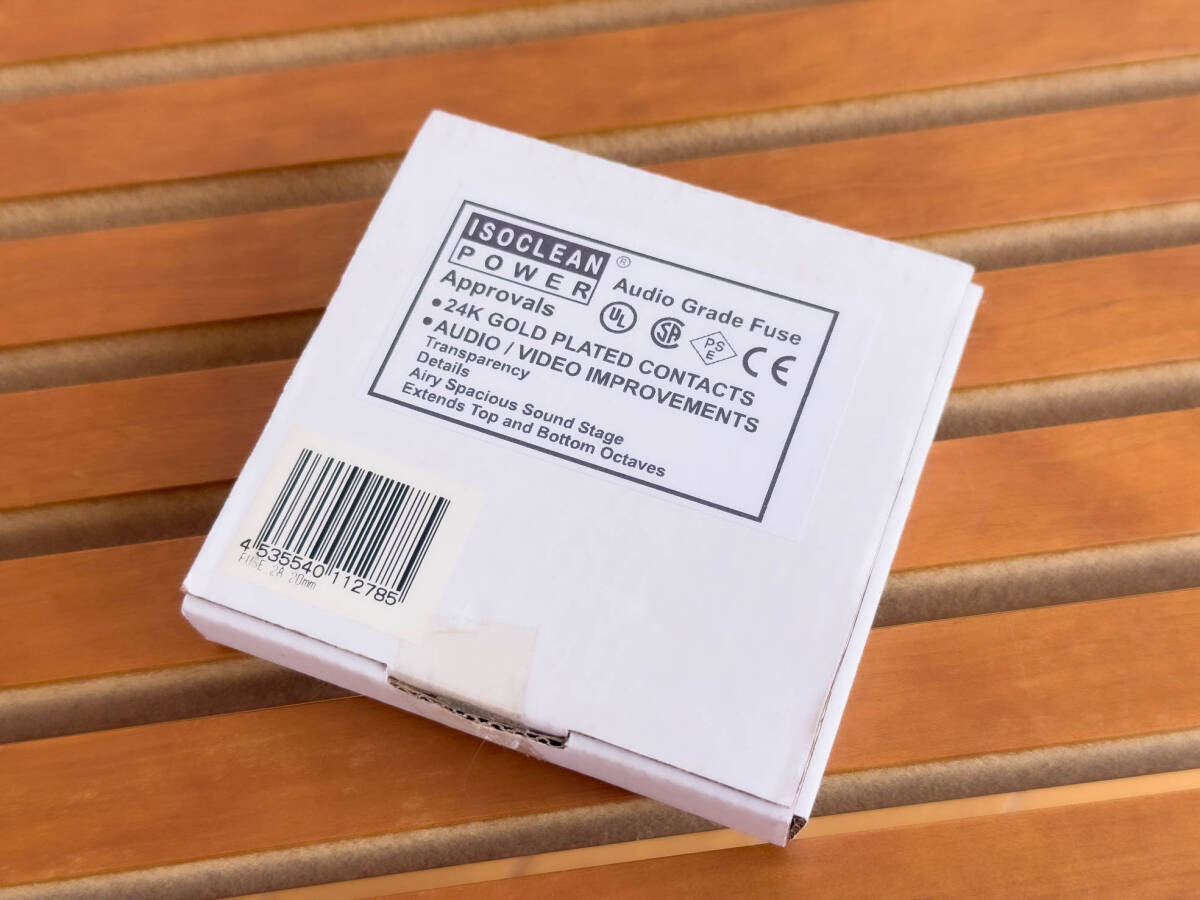 ISOCLEAN
POWER ® Audio Grade Fuse
Approvals UL SA PSE CE
• 24K GOLD PLATED CONTACTS
• AUDIO / VIDEO IMPROVEMENTS
Transparency
Details
Airy Spacious Sound Stage
Extends Top and Bottom Octaves
4 535540 112785
FUSE 2A 20mm